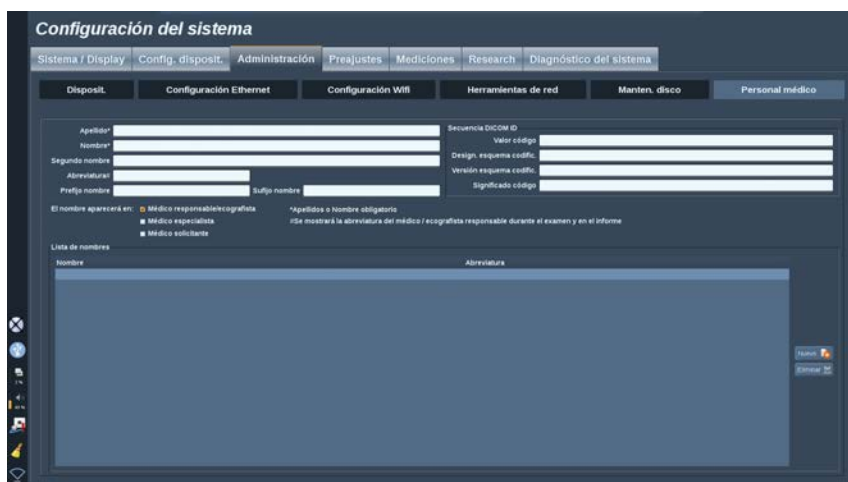 Configuración del sistema
Sistema / Display Config. disposit. Administración Preajustes Mediciones Research Diagnóstico del sistema
Disposit. Configuración Ethernet Configuración Wifi Herramientas de red Manten. disco Personal médico
Apellido*
Nombre*
Segundo nombre
Abreviatura#
Prefijo nombre Sufijo nombre
Secuencia DICOM ID
Valor código
Design. esquema codific.
Versión esquema codific.
Significado código
El nombre aparecerá en: Médico responsable/ecografista
Médico especialista
Médico solicitante
*Apellidos o Nombre obligatorio
#Se mostrará la abreviatura del médico / ecografista responsable durante el examen y en el informe
Lista de nombres
Nombre Abreviatura
Nuevo
Eliminar